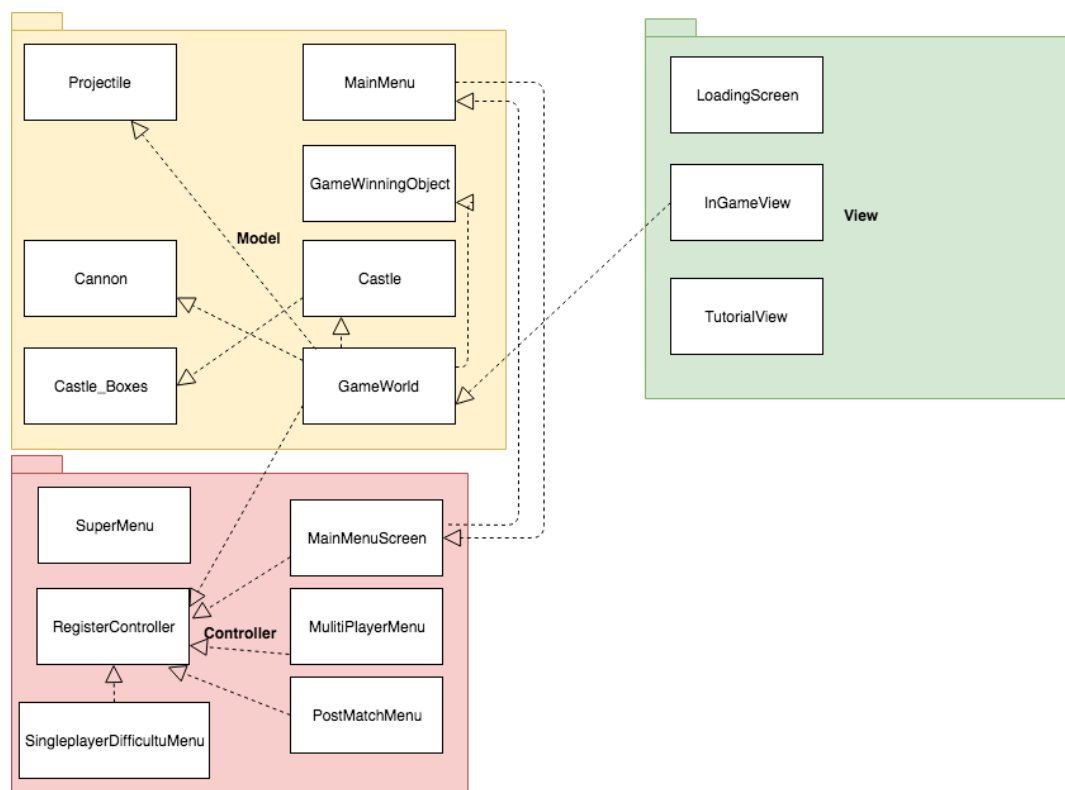 Projectile
MainMenu
GameWinningObject
Model
Cannon
Castle
Castle_Boxes
GameWorld
LoadingScreen
InGameView
View
TutorialView
SuperMenu
MainMenuScreen
RegisterController
Controller
MulitiPlayerMenu
SingleplayerDifficultuMenu
PostMatchMenu